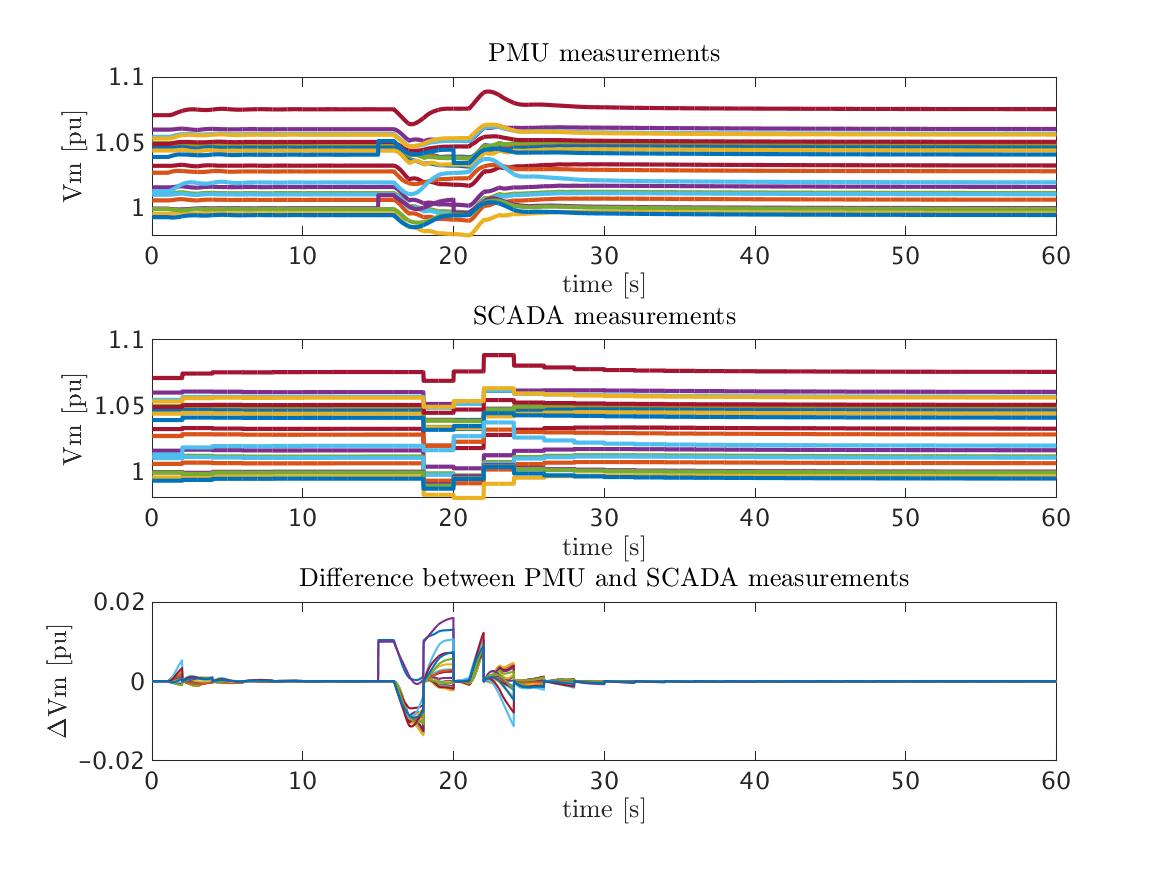 PMU measurements
1.1
1.05
1
Vm [pu]
0 10 20 30 40 50 60
time [s]
SCADA measurements
1.1
1.05
1
Vm [pu]
0 10 20 30 40 50 60
time [s]
Difference between PMU and SCADA measurements
0.02
0
-0.02
ΔVm [pu]
0 10 20 30 40 50 60
time [s]